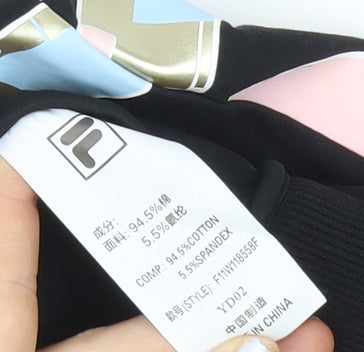 F
成分:
面料: 94.5%棉
5.5%氨纶
COMP.: 94.5%COTTON
5.5%SPANDEX
款号(STYLE): F11W118558F
YD02
中国制造
IN CHINA